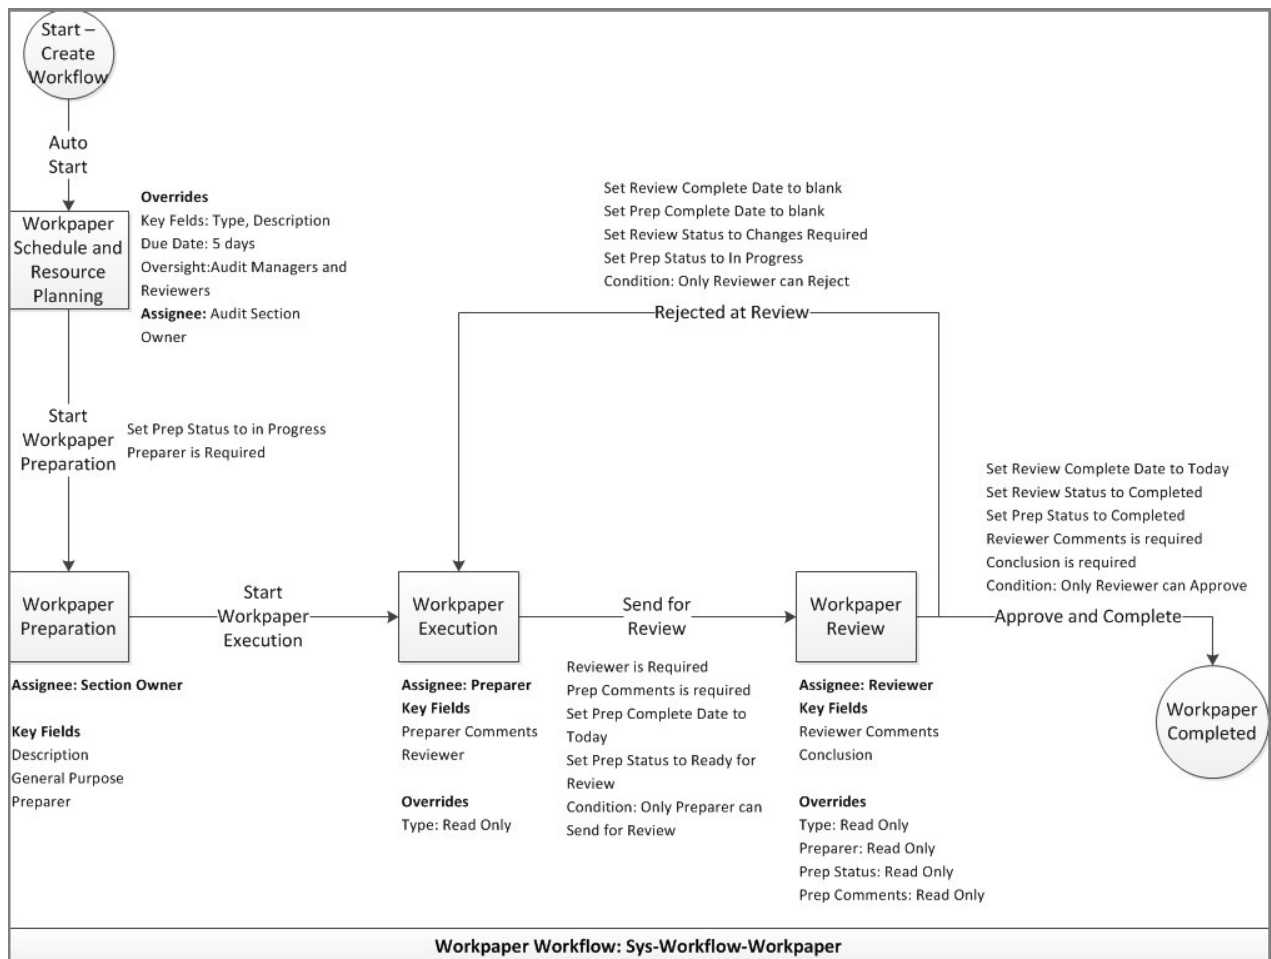 Start –
Create
Workflow
Auto
Start
Workpaper
Schedule and
Resource
Planning
Overrides
Key Felds: Type, Description
Due Date: 5 days
Oversight:Audit Managers and
Reviewers
Assignee: Audit Section
Owner
Set Review Complete Date to blank
Set Prep Complete Date to blank
Set Review Status to Changes Required
Set Prep Status to In Progress
Condition: Only Reviewer can Reject
Rejected at Review
Start
Workpaper
Preparation
Set Prep Status to in Progress
Preparer is Required
Set Review Complete Date to Today
Set Review Status to Completed
Set Prep Status to Completed
Reviewer Comments is required
Conclusion is required
Condition: Only Reviewer can Approve
Approve and Complete
Workpaper
Preparation
Start
Workpaper
Execution
Workpaper
Execution
Send for
Review
Workpaper
Review
Workpaper
Completed
Assignee: Section Owner
Key Fields
Description
General Purpose
Preparer
Assignee: Preparer
Key Fields
Preparer Comments
Reviewer
Overrides
Type: Read Only
Reviewer is Required
Prep Comments is required
Set Prep Complete Date to
Today
Set Prep Status to Ready for
Review
Condition: Only Preparer can
Send for Review
Assignee: Reviewer
Key Fields
Reviewer Comments
Conclusion
Overrides
Type: Read Only
Preparer: Read Only
Prep Status: Read Only
Prep Comments: Read Only
Workpaper Workflow: Sys-Workflow-Workpaper